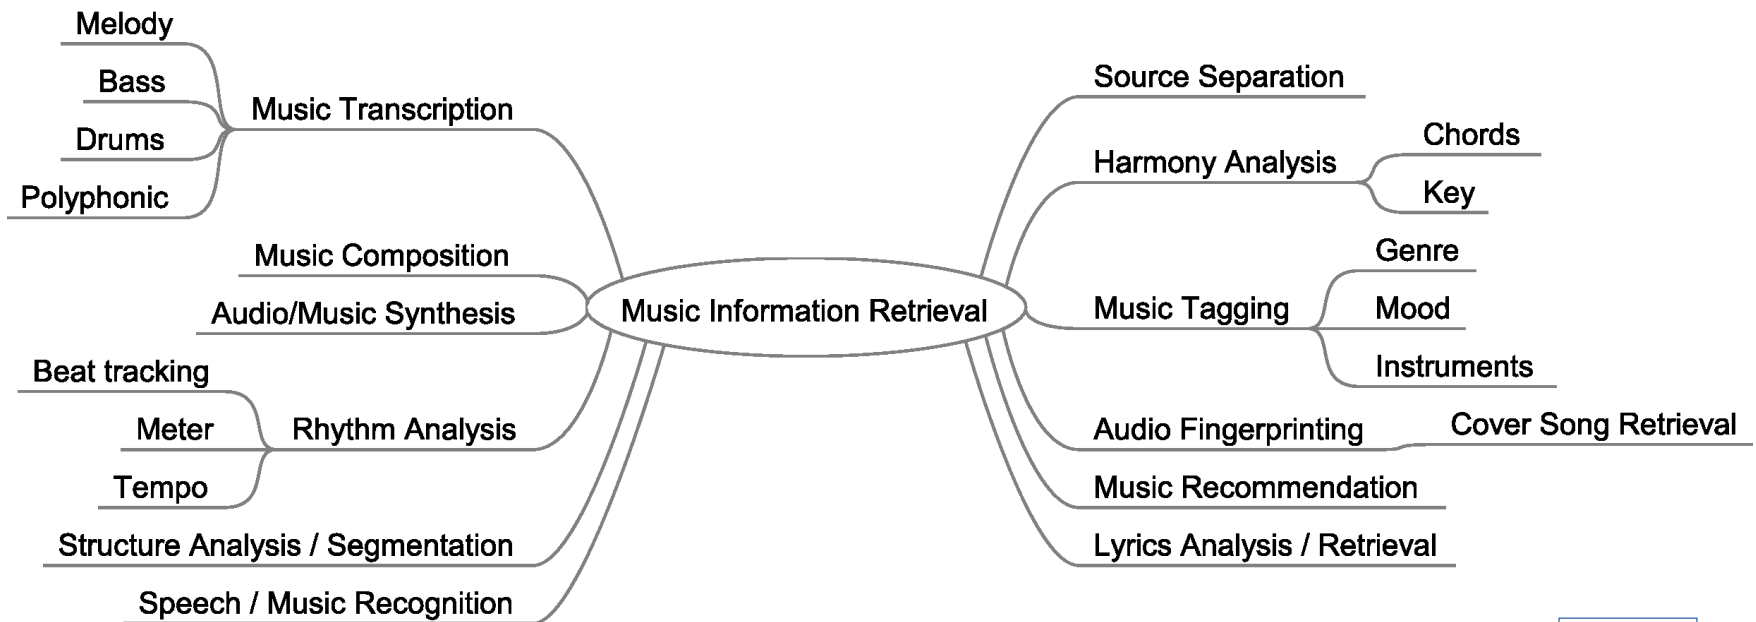 Melody
Bass
Drums
Polyphonic
Music Transcription
Music Composition
Audio/Music Synthesis
Beat tracking
Meter
Tempo
Rhythm Analysis
Structure Analysis / Segmentation
Speech / Music Recognition
Music Information Retrieval
Source Separation
Harmony Analysis
Chords
Key
Music Tagging
Genre
Mood
Instruments
Audio Fingerprinting
Cover Song Retrieval
Music Recommendation
Lyrics Analysis / Retrieval